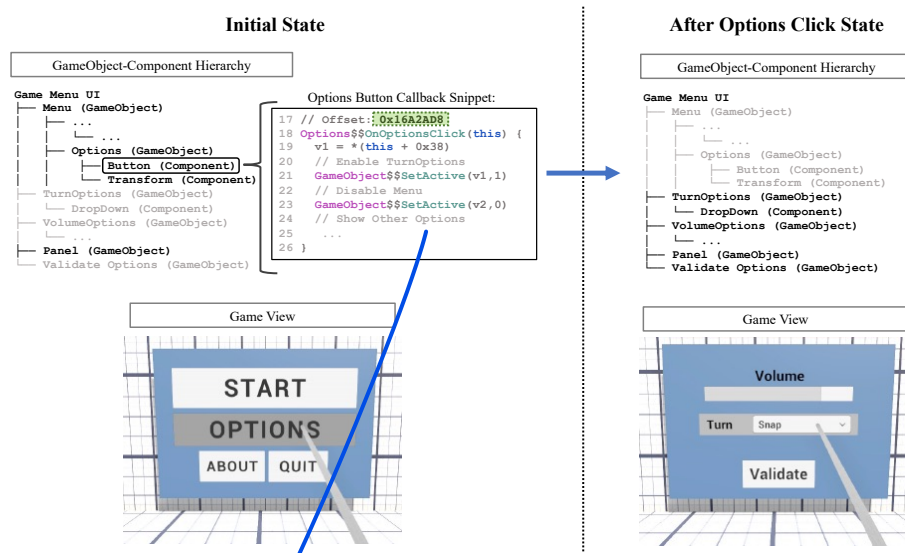 Initial State
GameObject-Component Hierarchy
Game Menu UI
Menu (GameObject)
...
...
Options (GameObject)
Button (Component)
Transform (Component)
TurnOptions (GameObject)
DropDown (Component)
VolumeOptions (GameObject)
...
Panel (GameObject)
Validate Options (GameObject)
Options Button Callback Snippet:
17 // Offset: 0x16A2AD8
18 Options$$OnOptionsClick(this) {
19 v1 = *(this + 0x38)
20 // Enable TurnOptions
21 GameObject$$SetActive(v1,1)
22 // Disable Menu
23 GameObject$$SetActive(v2,0)
24 // Show Other Options
25 ...
26 }
Game View
START
OPTIONS
ABOUT QUIT
After Options Click State
GameObject-Component Hierarchy
Game Menu UI
Menu (GameObject)
...
...
Options (GameObject)
Button (Component)
Transform (Component)
TurnOptions (GameObject)
DropDown (Component)
VolumeOptions (GameObject)
...
Panel (GameObject)
Validate Options (GameObject)
Game View
Volume
Turn Snap
Validate